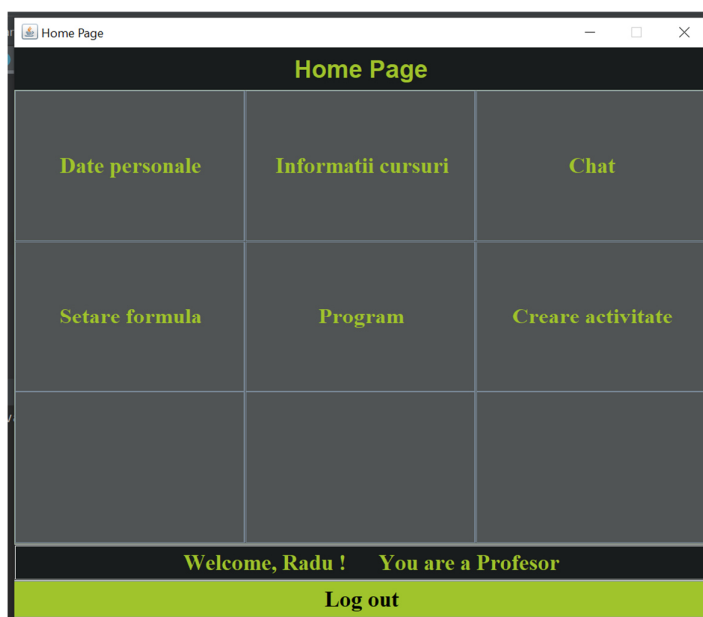 Home Page
Home Page
Date personale Informatii cursuri Chat
Setare formula Program Creare activitate
Welcome, Radu ! You are a Profesor
Log out